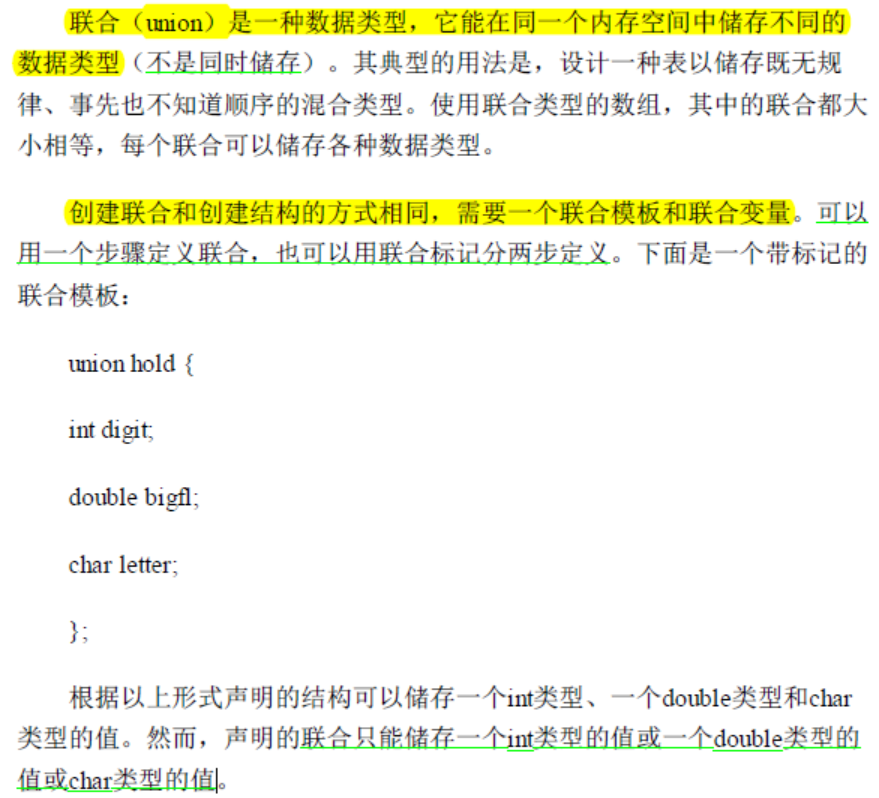 联合（union）是一种数据类型，它能在同一个内存空间中储存不同的
数据类型（不是同时储存）。其典型的用法是，设计一种表以储存既无规
律、事先也不知道顺序的混合类型。使用联合类型的数组，其中的联合都大
小相等，每个联合可以储存各种数据类型。
创建联合和创建结构的方式相同，需要一个联合模板和联合变量。可以
用一个步骤定义联合，也可以用联合标记分两步定义。下面是一个带标记的
联合模板：
union hold {
int digit;
double bigfl;
char letter;
};
根据以上形式声明的结构可以储存一个int类型、一个double类型和char
类型的值。然而，声明的联合只能储存一个int类型的值或一个double类型的
值或char类型的值。